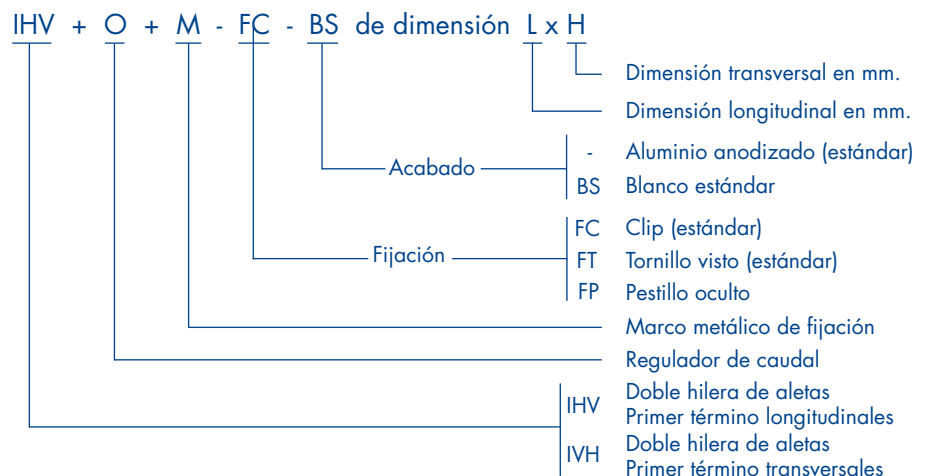 IHV + O + M - FC - BS de dimensión L x H
Dimensión transversal en mm.
Dimensión longitudinal en mm.
Acabado
- Aluminio anodizado (estándar)
BS Blanco estándar
Fijación
FC Clip (estándar)
FT Tornillo visto (estándar)
FP Pestillo oculto
Marco metálico de fijación
Regulador de caudal
IHV Doble hilera de aletas
Primer término longitudinales
IVH Doble hilera de aletas
Primer término transversales